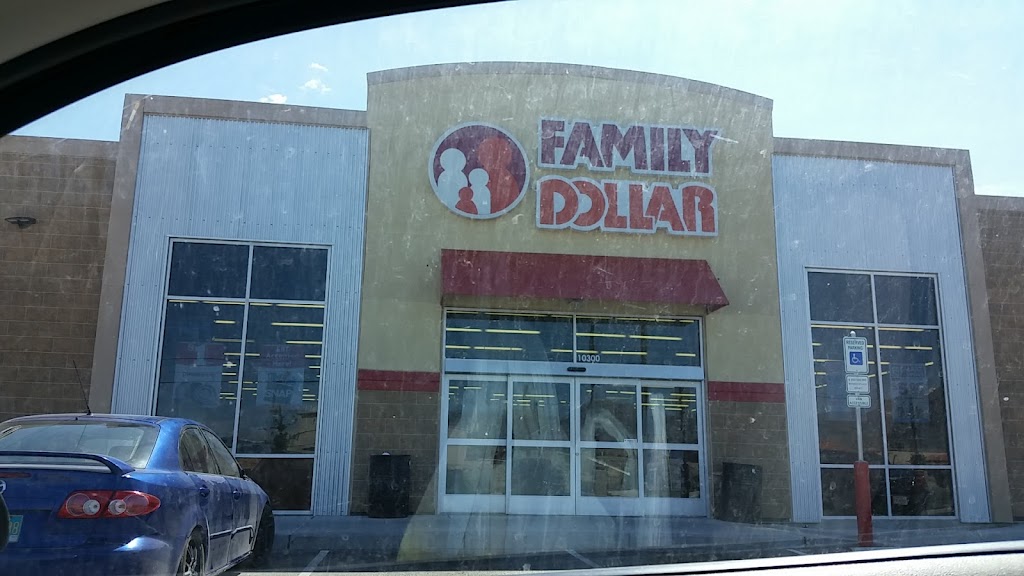 FAMILY
DOLLAR
10300
RESERVED
PARKING